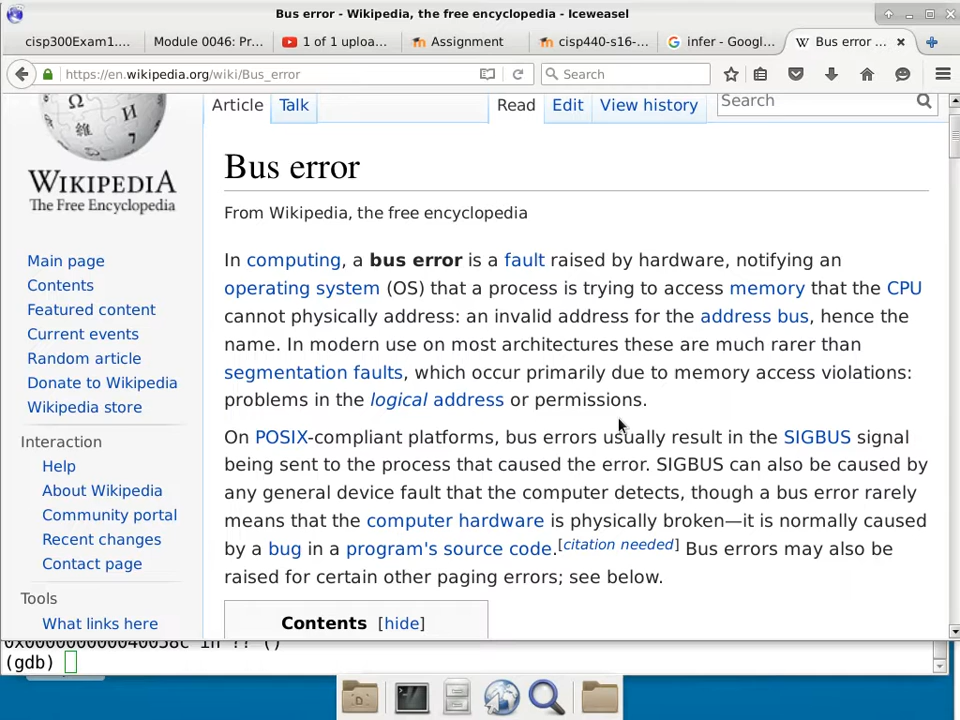 Bus error - Wikipedia, the free encyclopedia - Iceweasel
cisp300Exam1.... Module 0046: Pr... 1 of 1 uploa... Assignment cisp440-s16-... infer - Googl... Bus error ...
https://en.wikipedia.org/wiki/Bus_error Search
Article Talk Read Edit View history Search
WIKIPEDIA
The Free Encyclopedia
Main page
Contents
Featured content
Current events
Random article
Donate to Wikipedia
Wikipedia store
Interaction
Help
About Wikipedia
Community portal
Recent changes
Contact page
Tools
What links here
Bus error
From Wikipedia, the free encyclopedia
In computing, a bus error is a fault raised by hardware, notifying an
operating system (OS) that a process is trying to access memory that the CPU
cannot physically address: an invalid address for the address bus, hence the
name. In modern use on most architectures these are much rarer than
segmentation faults, which occur primarily due to memory access violations:
problems in the logical address or permissions.
On POSIX-compliant platforms, bus errors usually result in the SIGBUS signal
being sent to the process that caused the error. SIGBUS can also be caused by
any general device fault that the computer detects, though a bus error rarely
means that the computer hardware is physically broken—it is normally caused
by a bug in a program's source code.[citation needed] Bus errors may also be
raised for certain other paging errors; see below.
Contents [hide]
in ?? ()
(gdb)